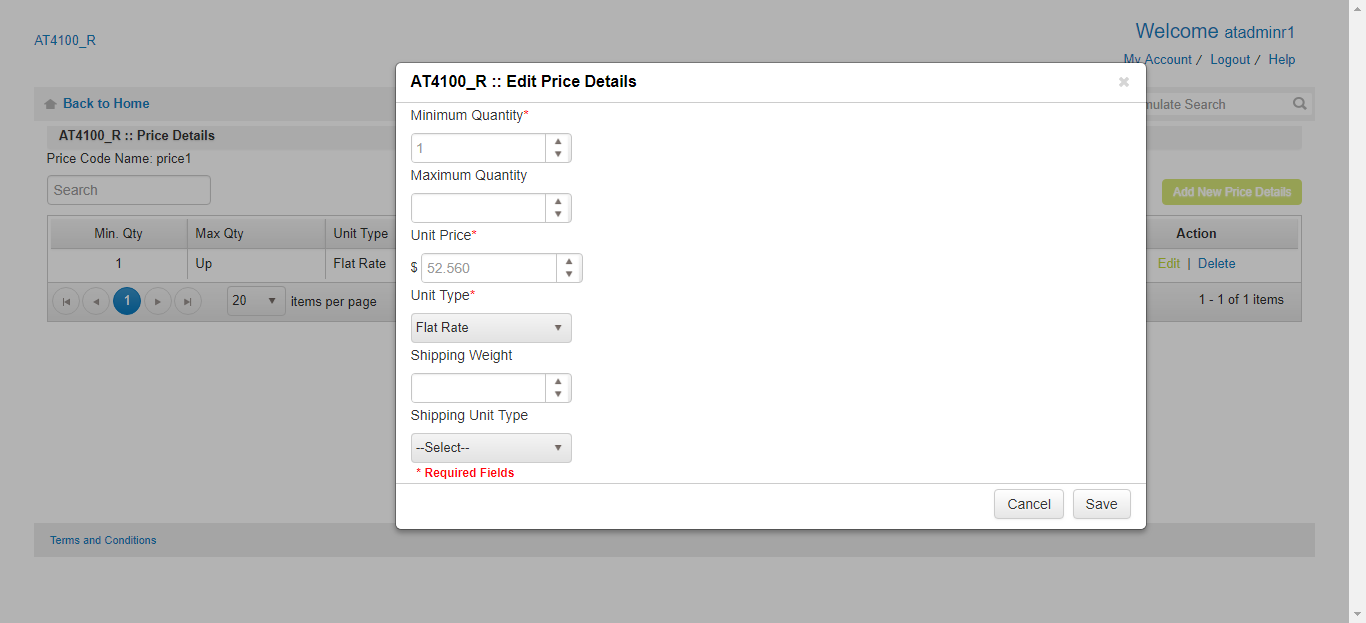 AT4100_R
Welcome atadminr1
My Account / Logout / Help
Back to Home
mulate Search
AT4100_R :: Price Details
Price Code Name: price1
Search
Add New Price Details
Min. Qty Max Qty Unit Type Action
1 Up Flat Rate Edit | Delete
1 20 items per page 1 - 1 of 1 items
AT4100_R :: Edit Price Details
Minimum Quantity*
1
Maximum Quantity
Unit Price*
$ 52.560
Unit Type*
Flat Rate
Shipping Weight
Shipping Unit Type
--Select--
* Required Fields
Cancel Save
Terms and Conditions